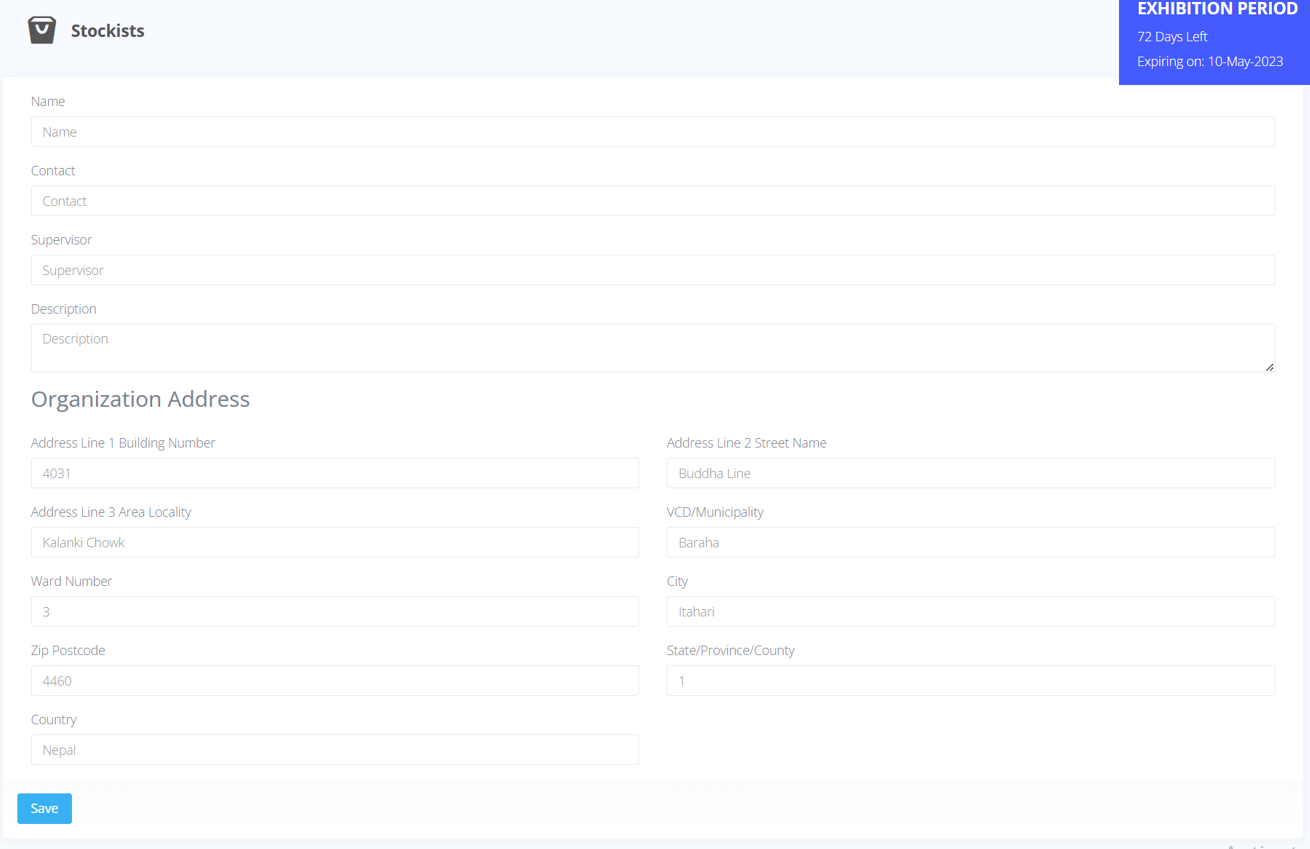 Stockists
EXHIBITION PERIOD
72 Days Left
Expiring on: 10-May-2023
Name
Name
Contact
Contact
Supervisor
Supervisor
Description
Description
Organization Address
Address Line 1 Building Number
4031
Address Line 2 Street Name
Buddha Line
Address Line 3 Area Locality
Kalanki Chowk
VCD/Municipality
Baraha
Ward Number
3
City
Itahari
Zip Postcode
4460
State/Province/County
1
Country
Nepal
Save